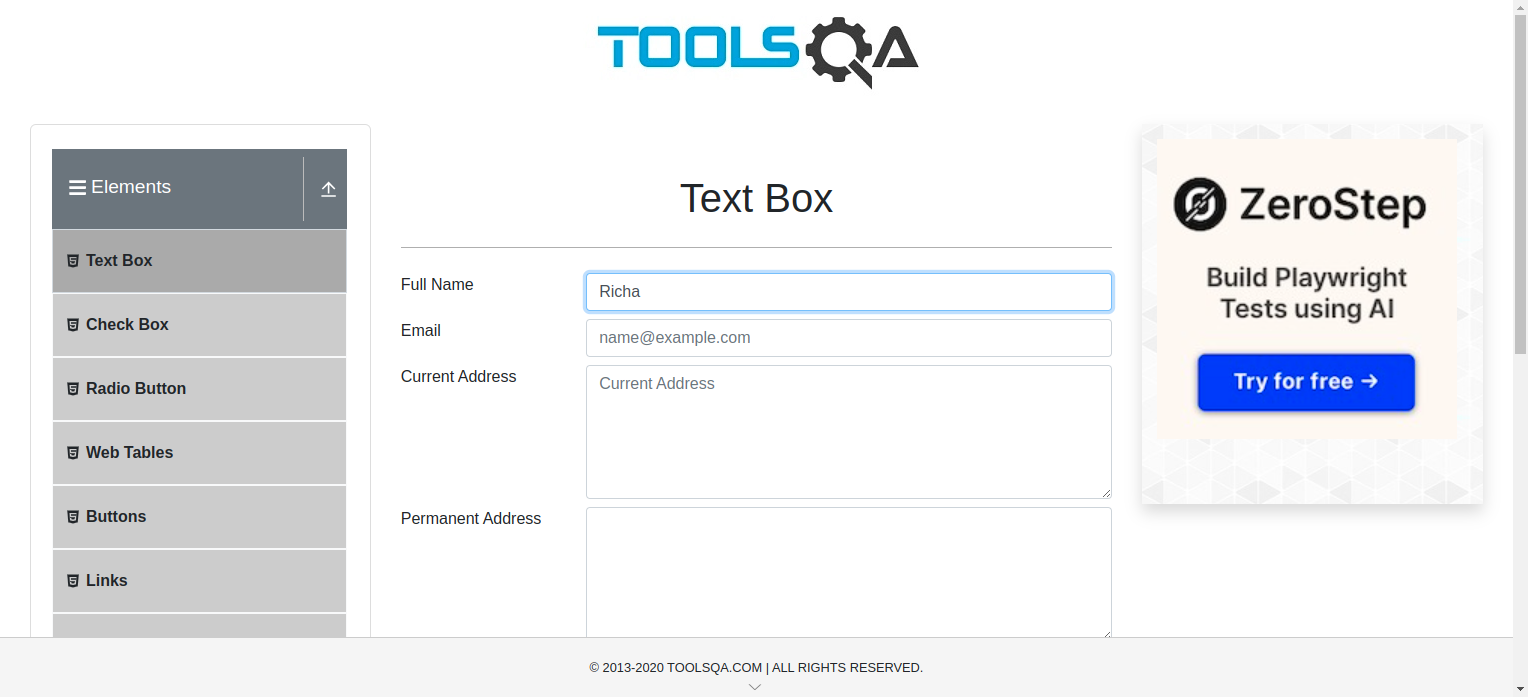 TOOLSQA
Elements
Text Box
Check Box
Radio Button
Web Tables
Buttons
Links
Text Box
Full Name
Richa
Email
name@example.com
Current Address
Current Address
Permanent Address
ZeroStep
Build Playwright
Tests using AI
Try for free →
© 2013-2020 TOOLSQA.COM | ALL RIGHTS RESERVED.